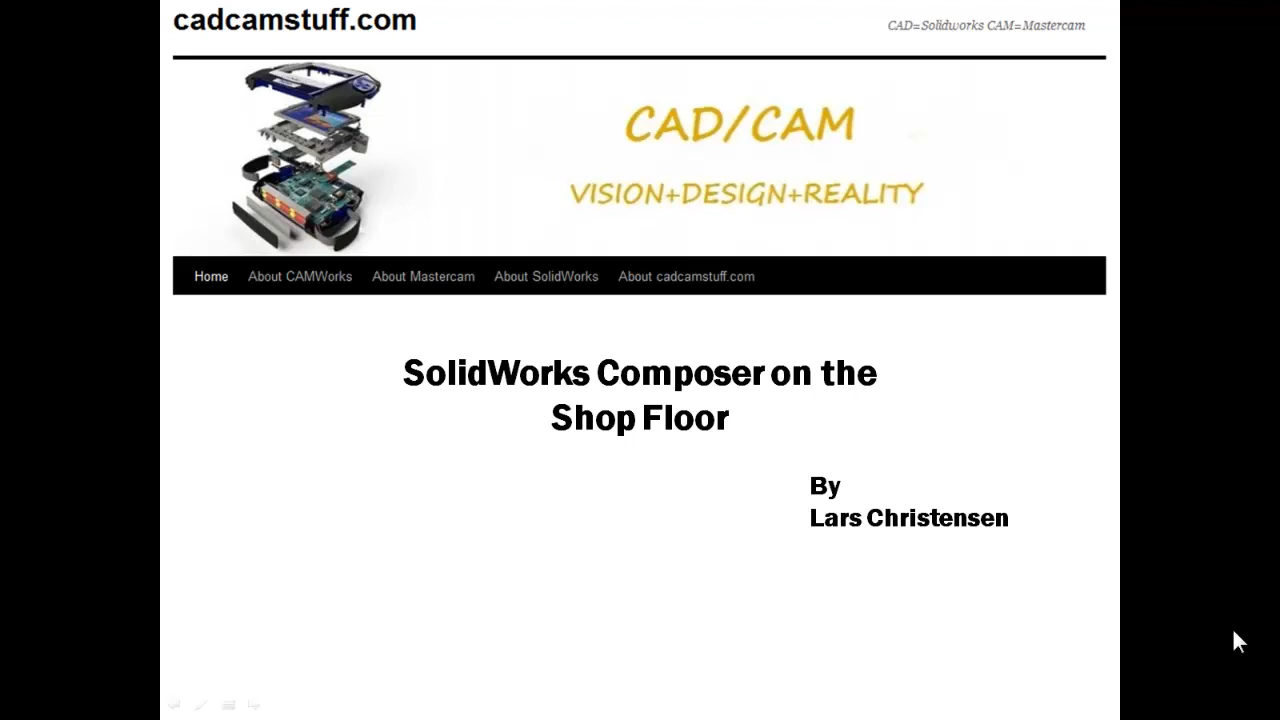 cadcamstuff.com
CAD=Solidworks CAM=Mastercam
CAD/CAM
VISION+DESIGN+REALITY
Home About CAMWorks About Mastercam About SolidWorks About cadcamstuff.com
SolidWorks Composer on the
Shop Floor
By
Lars Christensen